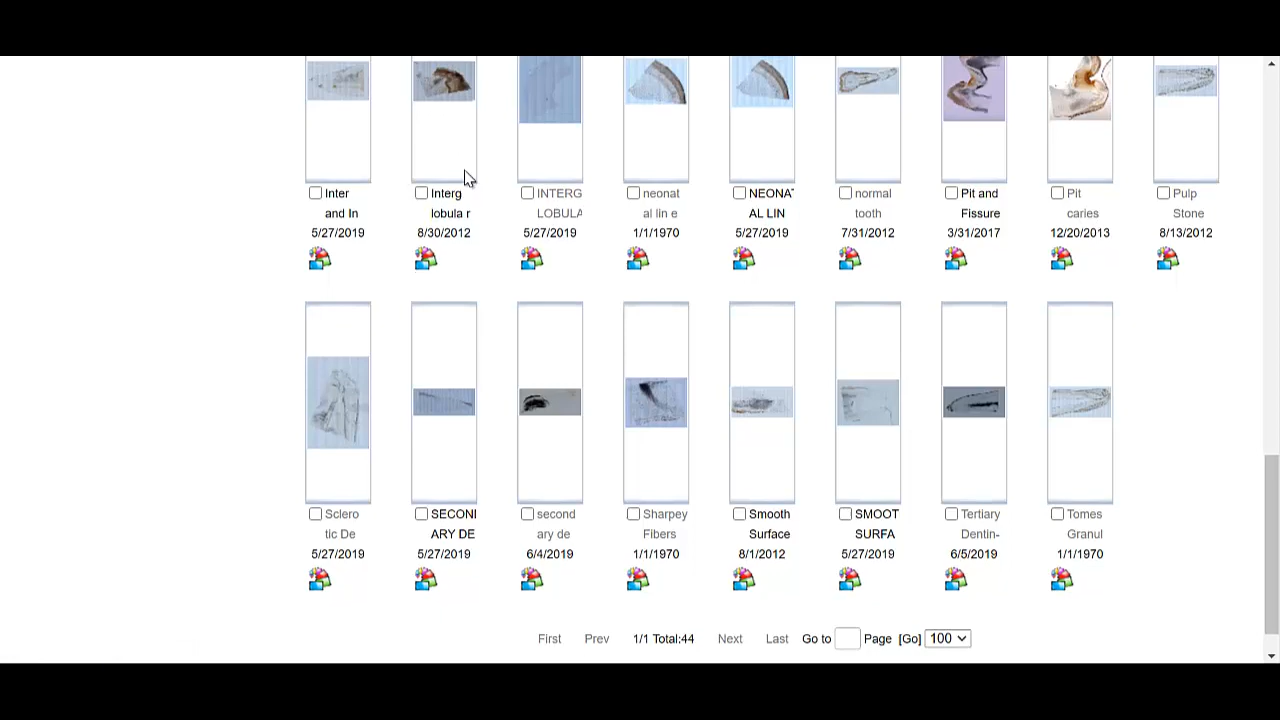 Inter Interg INTERG neonat NEONAT normal Pit and Pit Pulp
and In lobula r LOBULA al lin e AL LIN tooth Fissure caries Stone
5/27/2019 8/30/2012 5/27/2019 1/1/1970 5/27/2019 7/31/2012 3/31/2017 12/20/2013 8/13/2012
Sclero SECONI second Sharpey Smooth SMOOT Tertiary Tomes
tic De ARY DE ary de Fibers Surface SURFA Dentin- Granul
5/27/2019 5/27/2019 6/4/2019 1/1/1970 8/1/2012 5/27/2019 6/5/2019 1/1/1970
First Prev 1/1 Total:44 Next Last Go to Page [Go] 100